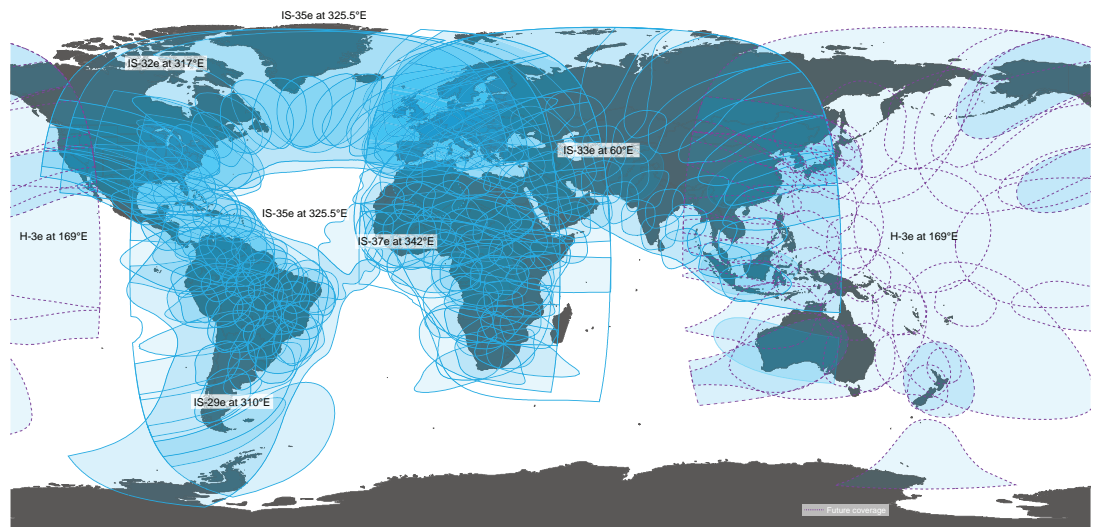 IS-35e at 325.5°E
IS-32e at 317°E
IS-33e at 60°E
IS-35e at 325.5°E
H-3e at 169°E
IS-37e at 342°E
H-3e at 169°E
IS-29e at 310°E
Future coverage